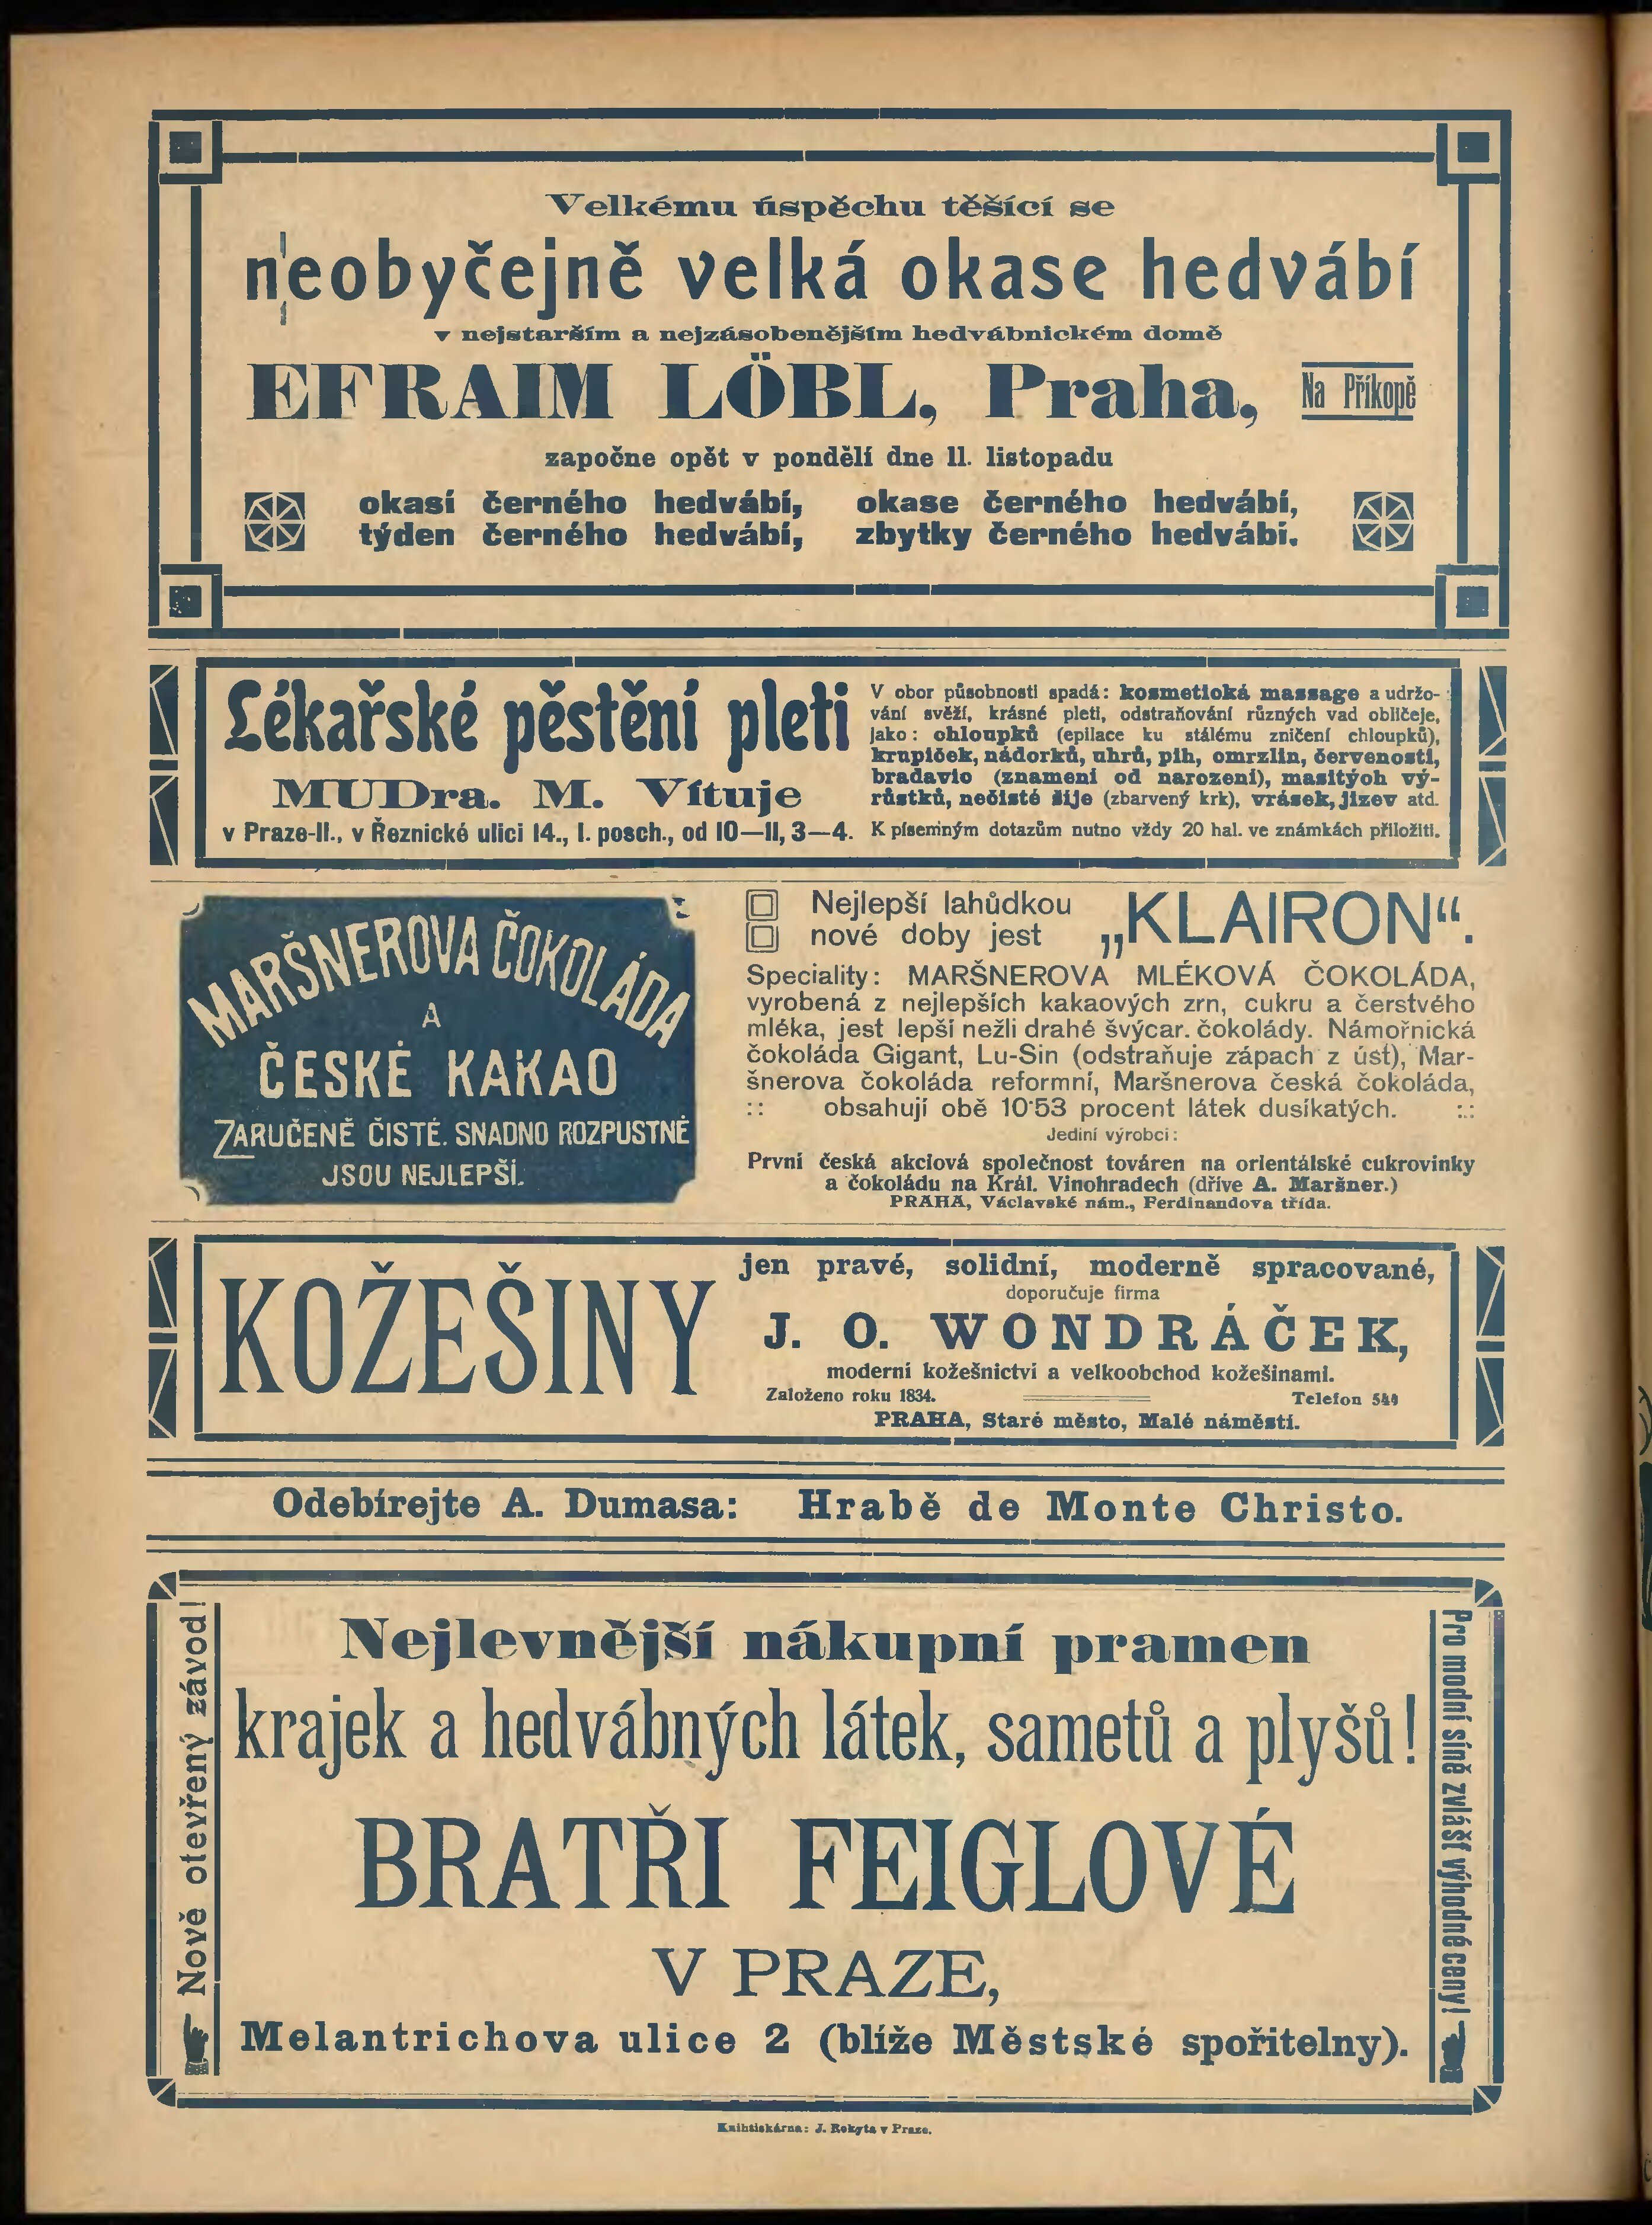 Velkému úspěchu těšící se
neobyčejně velká okase hedvábí
v nejstarším a nejzásobenějším hedvábnickém domě
EFRAIM LÖBL, Praha, Na Příkopě
započne opět v pondělí dne 11. listopadu
okasí černého hedvábí, okase černého hedvábí,
týden černého hedvábí, zbytky černého hedvábí.
Lékařské pěstění pleti
MUDra. M. Vítuje
v Praze-II., v Řeznické ulici 14., I. posch., od 10—11, 3—4.
V obor působnosti spadá: kosmetická massage a udržo-
vání svěží, krásné pleti, odstraňování různých vad obličeje,
jako: chloupků (epilace ku stálému zničení chloupků),
krupiček, nádorků, uhrů, pih, omrzlin, červenosti,
bradavic (znamení od narození), masitých vý-
růstků, nečisté šije (zbarvený krk), vrásek, jizev atd.
K písemným dotazům nutno vždy 20 hal. ve známkách přiložiti.
MARŠNEROVA ČOKOLÁDA
A
ČESKÉ KAKAO
ZARUČENĚ ČISTÉ. SNADNO ROZPUSTNÉ
JSOU NEJLEPŠÍ.
Nejlepší lahůdkou
nové doby jest „KLAIRON“.
Speciality: MARŠNEROVA MLÉKOVÁ ČOKOLÁDA,
vyrobená z nejlepších kakaových zrn, cukru a čerstvého
mléka, jest lepší nežli drahé švýcar. čokolády. Námořnická
čokoláda Gigant, Lu-Sin (odstraňuje zápach z úst), Mar-
šnerova čokoláda reformní, Maršnerova česká čokoláda,
:: obsahují obě 10·53 procent látek dusíkatých. ::
Jediní výrobci:
První česká akciová společnost továren na orientálské cukrovinky
a čokoládu na Král. Vinohradech (dříve A. Maršner.)
PRAHA, Václavské nám., Ferdinandova třída.
KOŽEŠINY
jen pravé, solidní, moderně spracované,
doporučuje firma
J. O. WONDRÁČEK,
moderní kožešnictví a velkoobchod kožešinami.
Založeno roku 1834. Telefon
PRAHA, Staré město, Malé náměstí.
Odebírejte A. Dumasa: Hrabě de Monte Christo.
Nově otevřený závod!
Nejlevnější nákupní pramen
krajek a hedvábných látek, sametů a plyšů!
BRATŘI FEIGLOVÉ
V PRAZE,
Melantrichova ulice 2 (blíže Městské spořitelny).
Pro modní síně zvlášť výhodné ceny!
Knihtiskárna: J. Rokyta v Praze.